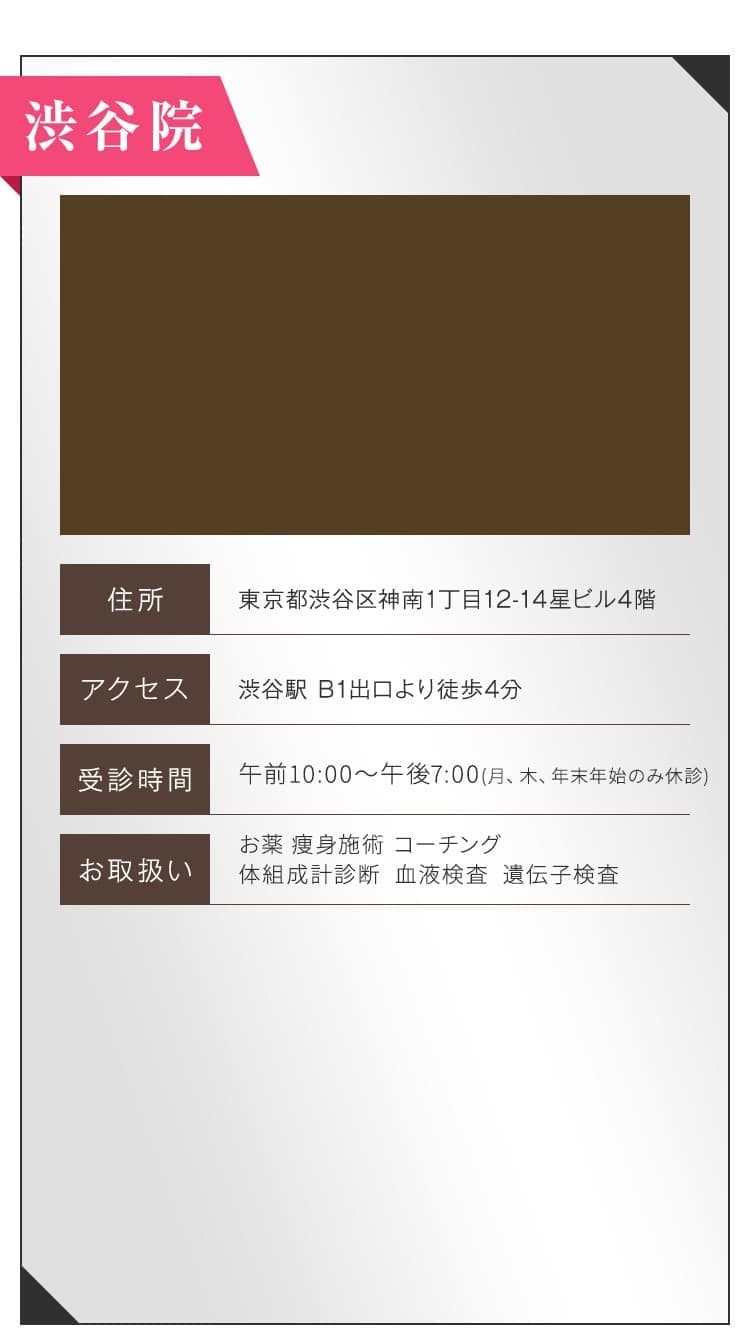 渋谷院
住所
東京都渋谷区神南1丁目12-14星ビル4階
アクセス
渋谷駅 B1出口より徒歩4分
受診時間
午前10:00〜午後7:00(月、木、年末年始のみ休診)
お取扱い
お薬 痩身施術 コーチング
体組成計診断 血液検査 遺伝子検査